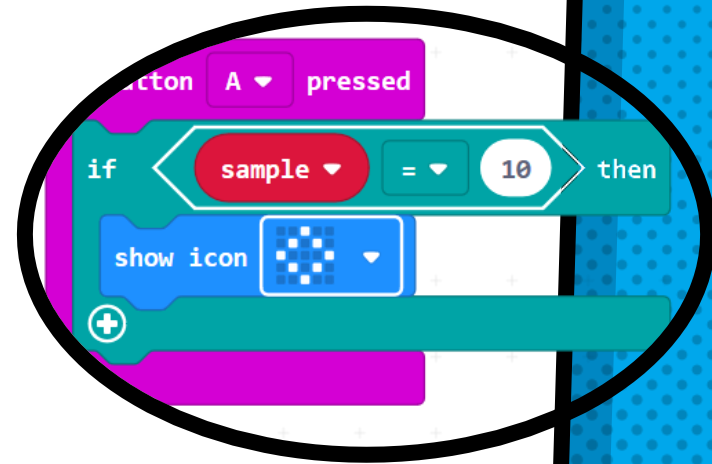 A pressed
if sample = 10 then
show icon